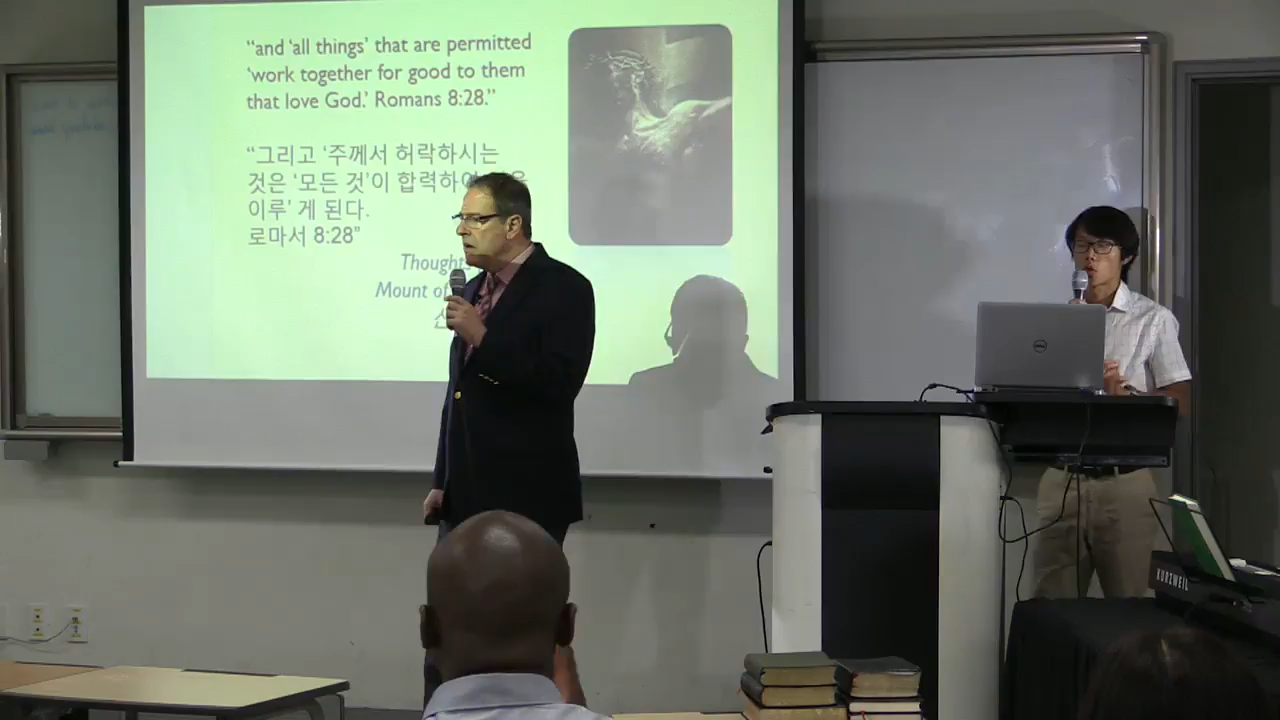 “and ‘all things’ that are permitted
‘work together for good to them
that love God.’ Romans 8:28.”
“그리고 ‘주께서 허락하시는
것은 ‘모든 것’이 합력하여
이루’ 게 된다.
로마서 8:28”
Thought
Mount of
DELL
KURZWEIL